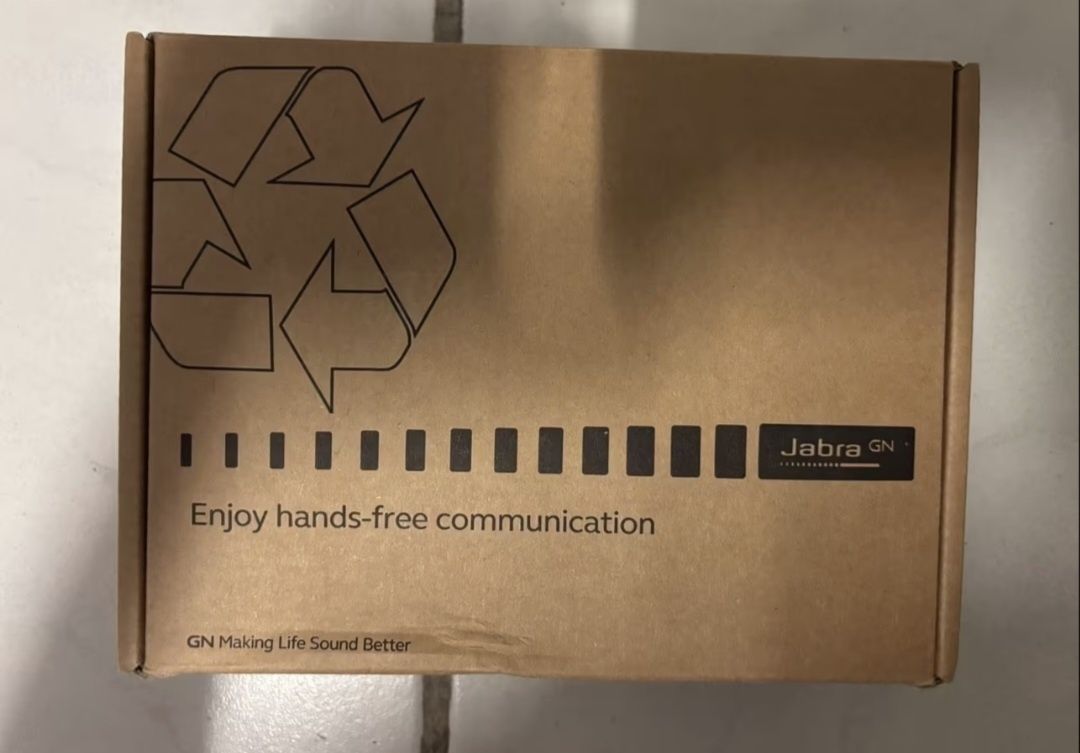 Jabra GN
Enjoy hands-free communication
GN Making Life Sound Better